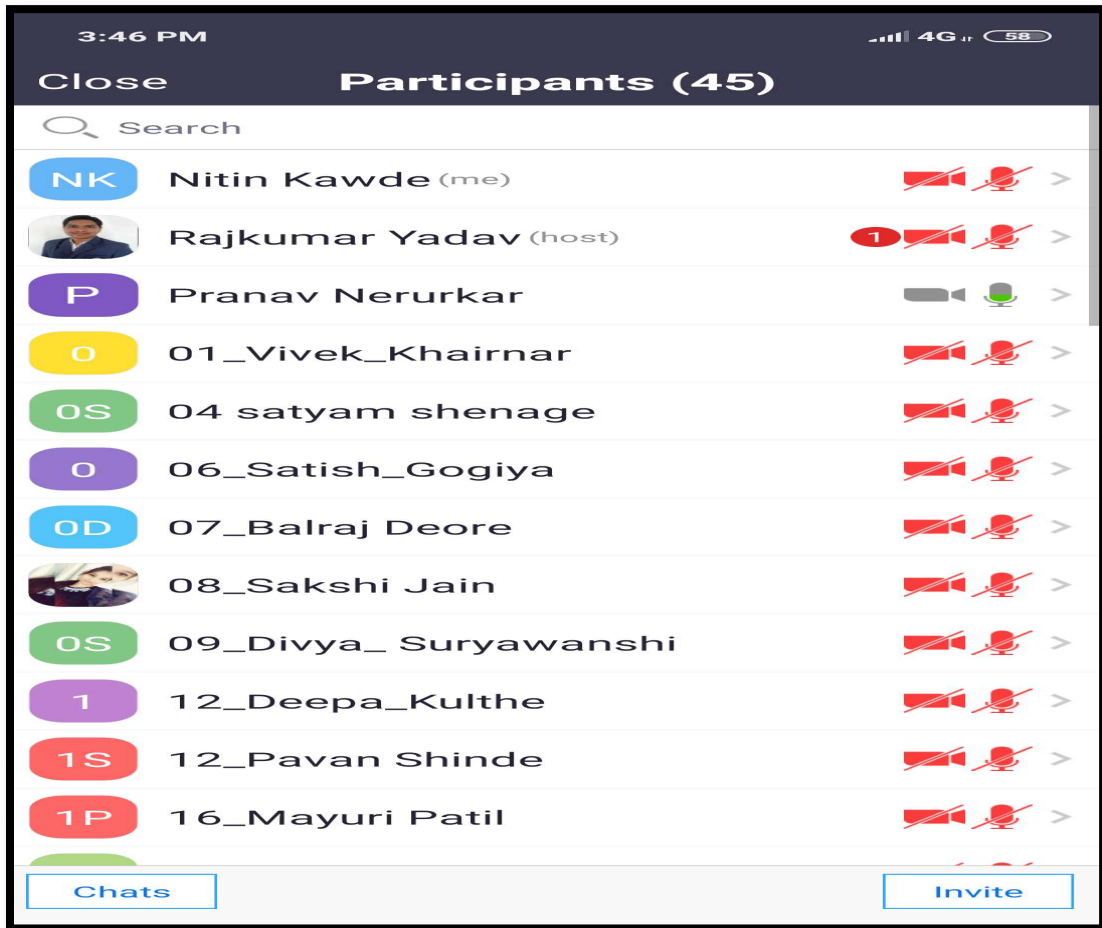 3:46 PM 4G 58
Close Participants (45)
Search
NK Nitin Kawde (me)
Rajkumar Yadav (host) 1
P Pranav Nerurkar
0 01_Vivek_Khairnar
0S 04 satyam shenage
0 06_Satish_Gogiya
0D 07_Balraj Deore
08_Sakshi Jain
0S 09_Divya_ Suryawanshi
1 12_Deepa_Kulthe
1S 12_Pavan Shinde
1P 16_Mayuri Patil
Chats Invite